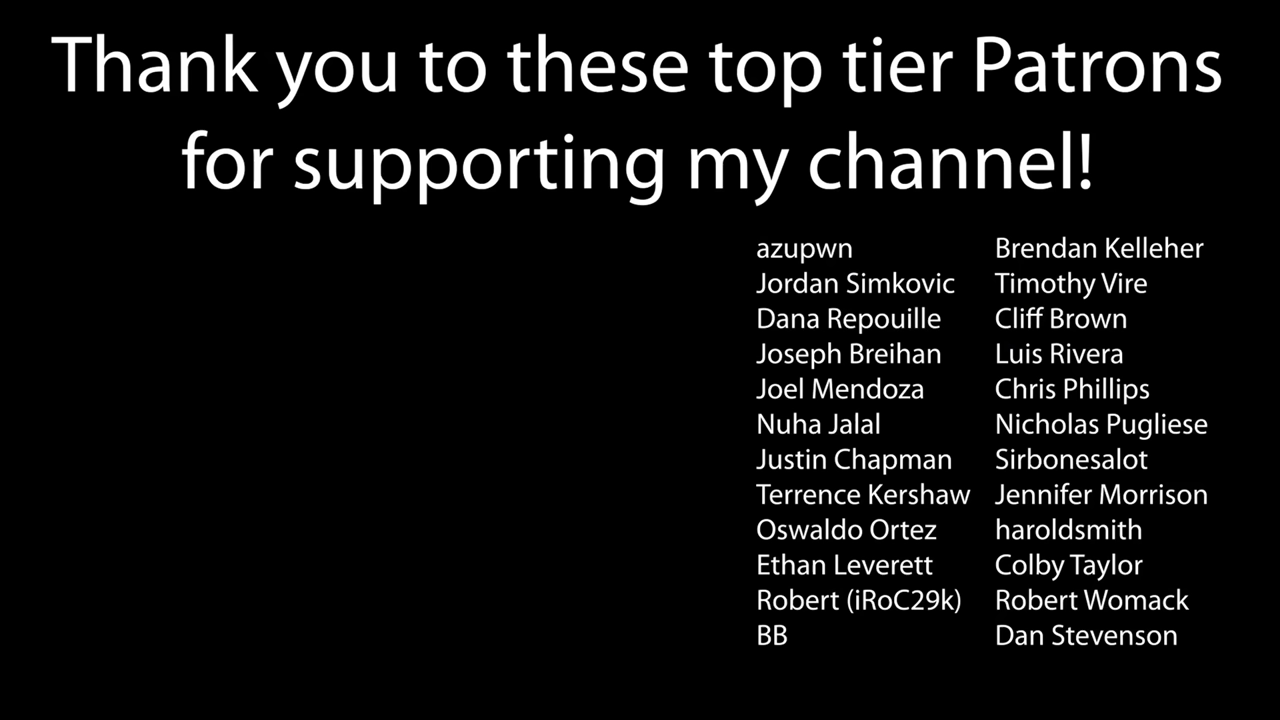 Thank you to these top tier Patrons
for supporting my channel!
azupwn
Jordan Simkovic
Dana Repouille
Joseph Breihan
Joel Mendoza
Nuha Jalal
Justin Chapman
Terrence Kershaw
Oswaldo Ortez
Ethan Leverett
Robert (iRoC29k)
BB
Brendan Kelleher
Timothy Vire
Cliff Brown
Luis Rivera
Chris Phillips
Nicholas Pugliese
Sirbonesalot
Jennifer Morrison
haroldsmith
Colby Taylor
Robert Womack
Dan Stevenson